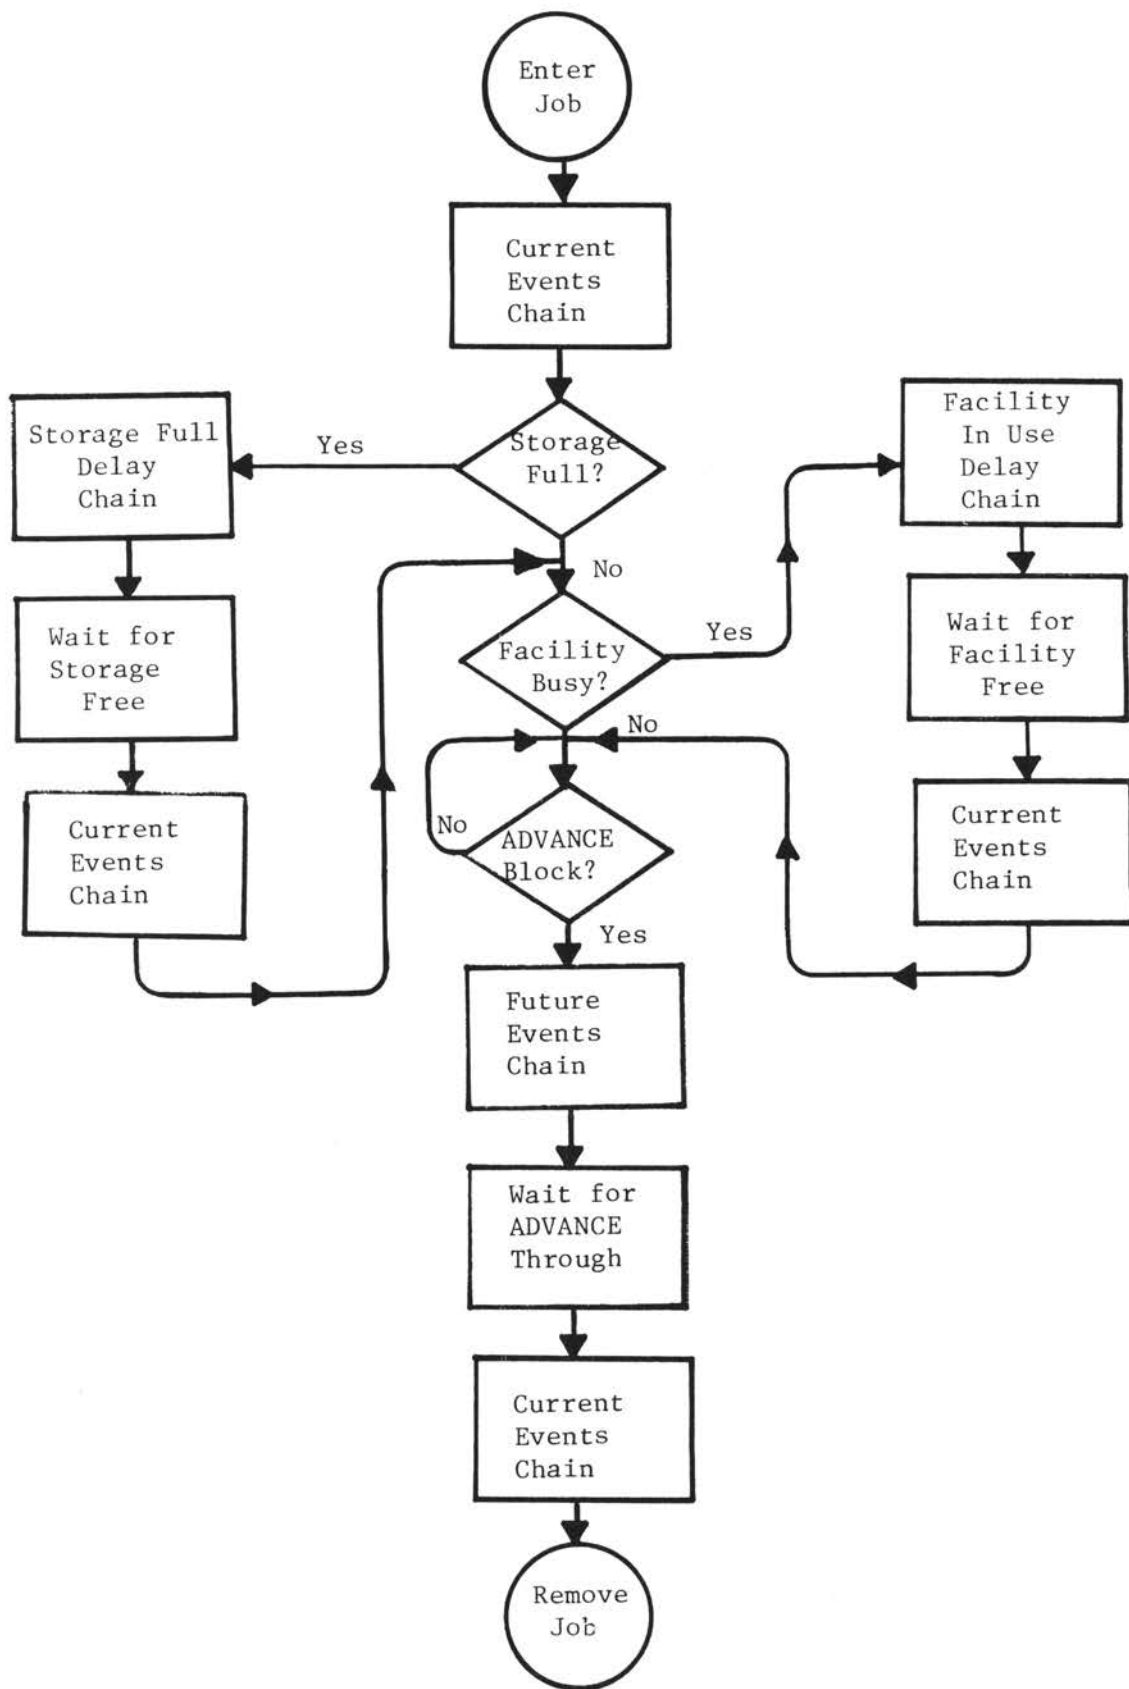 Enter
Job
Current
Events
Chain
Storage
Full?
Yes
Storage Full
Delay
Chain
Wait for
Storage
Free
Current
Events
Chain
No
Facility
Busy?
Yes
Facility
In Use
Delay
Chain
Wait for
Facility
Free
Current
Events
Chain
No
ADVANCE
Block?
No
Yes
Future
Events
Chain
Wait for
ADVANCE
Through
Current
Events
Chain
Remove
Job